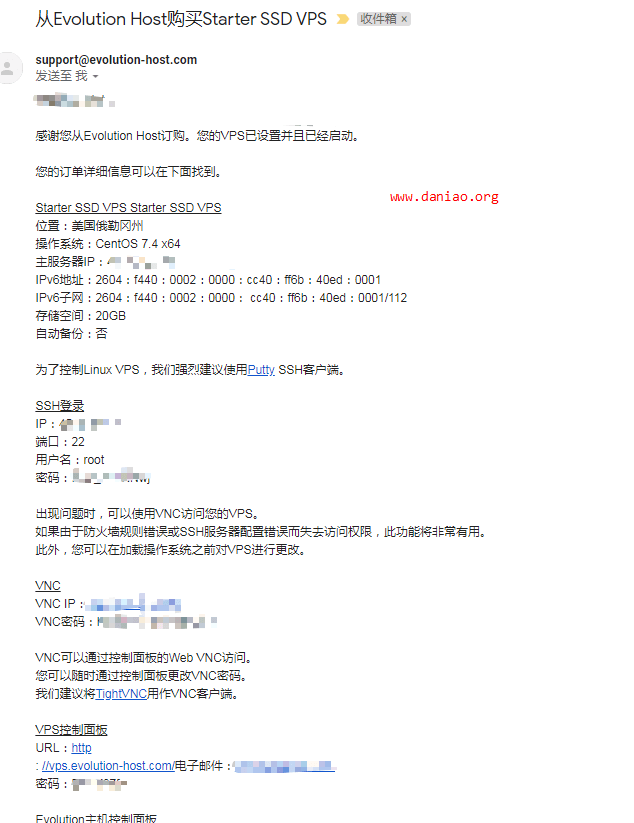 从Evolution Host购买Starter SSD VPS 收件箱 ×
support@evolution-host.com
发送至 我
感谢您从Evolution Host订购。您的VPS已设置并且已经启动。
您的订单详细信息可以在下面找到。
www.daniao.org
Starter SSD VPS Starter SSD VPS
位置：美国俄勒冈州
操作系统：CentOS 7.4 x64
主服务器IP：
IPv6地址：2604：f440：0002：0000：cc40：ff6b：40ed：0001
IPv6子网：2604：f440：0002：0000： cc40：ff6b：40ed：0001/112
存储空间：20GB
自动备份：否
为了控制Linux VPS，我们强烈建议使用Putty SSH客户端。
SSH登录
IP：
端口：22
用户名：root
密码：
出现问题时，可以使用VNC访问您的VPS。
如果由于防火墙规则错误或SSH服务器配置错误而失去访问权限，此功能将非常有用。
此外，您可以在加载操作系统之前对VPS进行更改。
VNC
VNC IP：
VNC密码：
VNC可以通过控制面板的Web VNC访问。
您可以随时通过控制面板更改VNC密码。
我们建议将TightVNC用作VNC客户端。
VPS控制面板
URL：http
: //vps.evolution-host.com/电子邮件：
密码：
Evolution主机控制面板